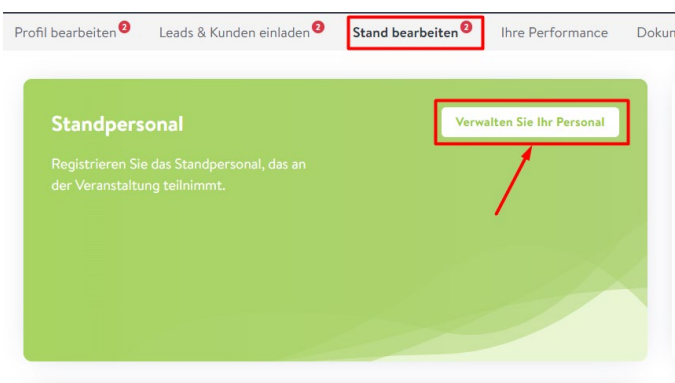 Profil bearbeiten 2 Leads & Kunden einladen 2 Stand bearbeiten 2 Ihre Performance Dokun
Standpersonal
Verwalten Sie Ihr Personal
Registrieren Sie das Standpersonal, das an
der Veranstaltung teilnimmt.